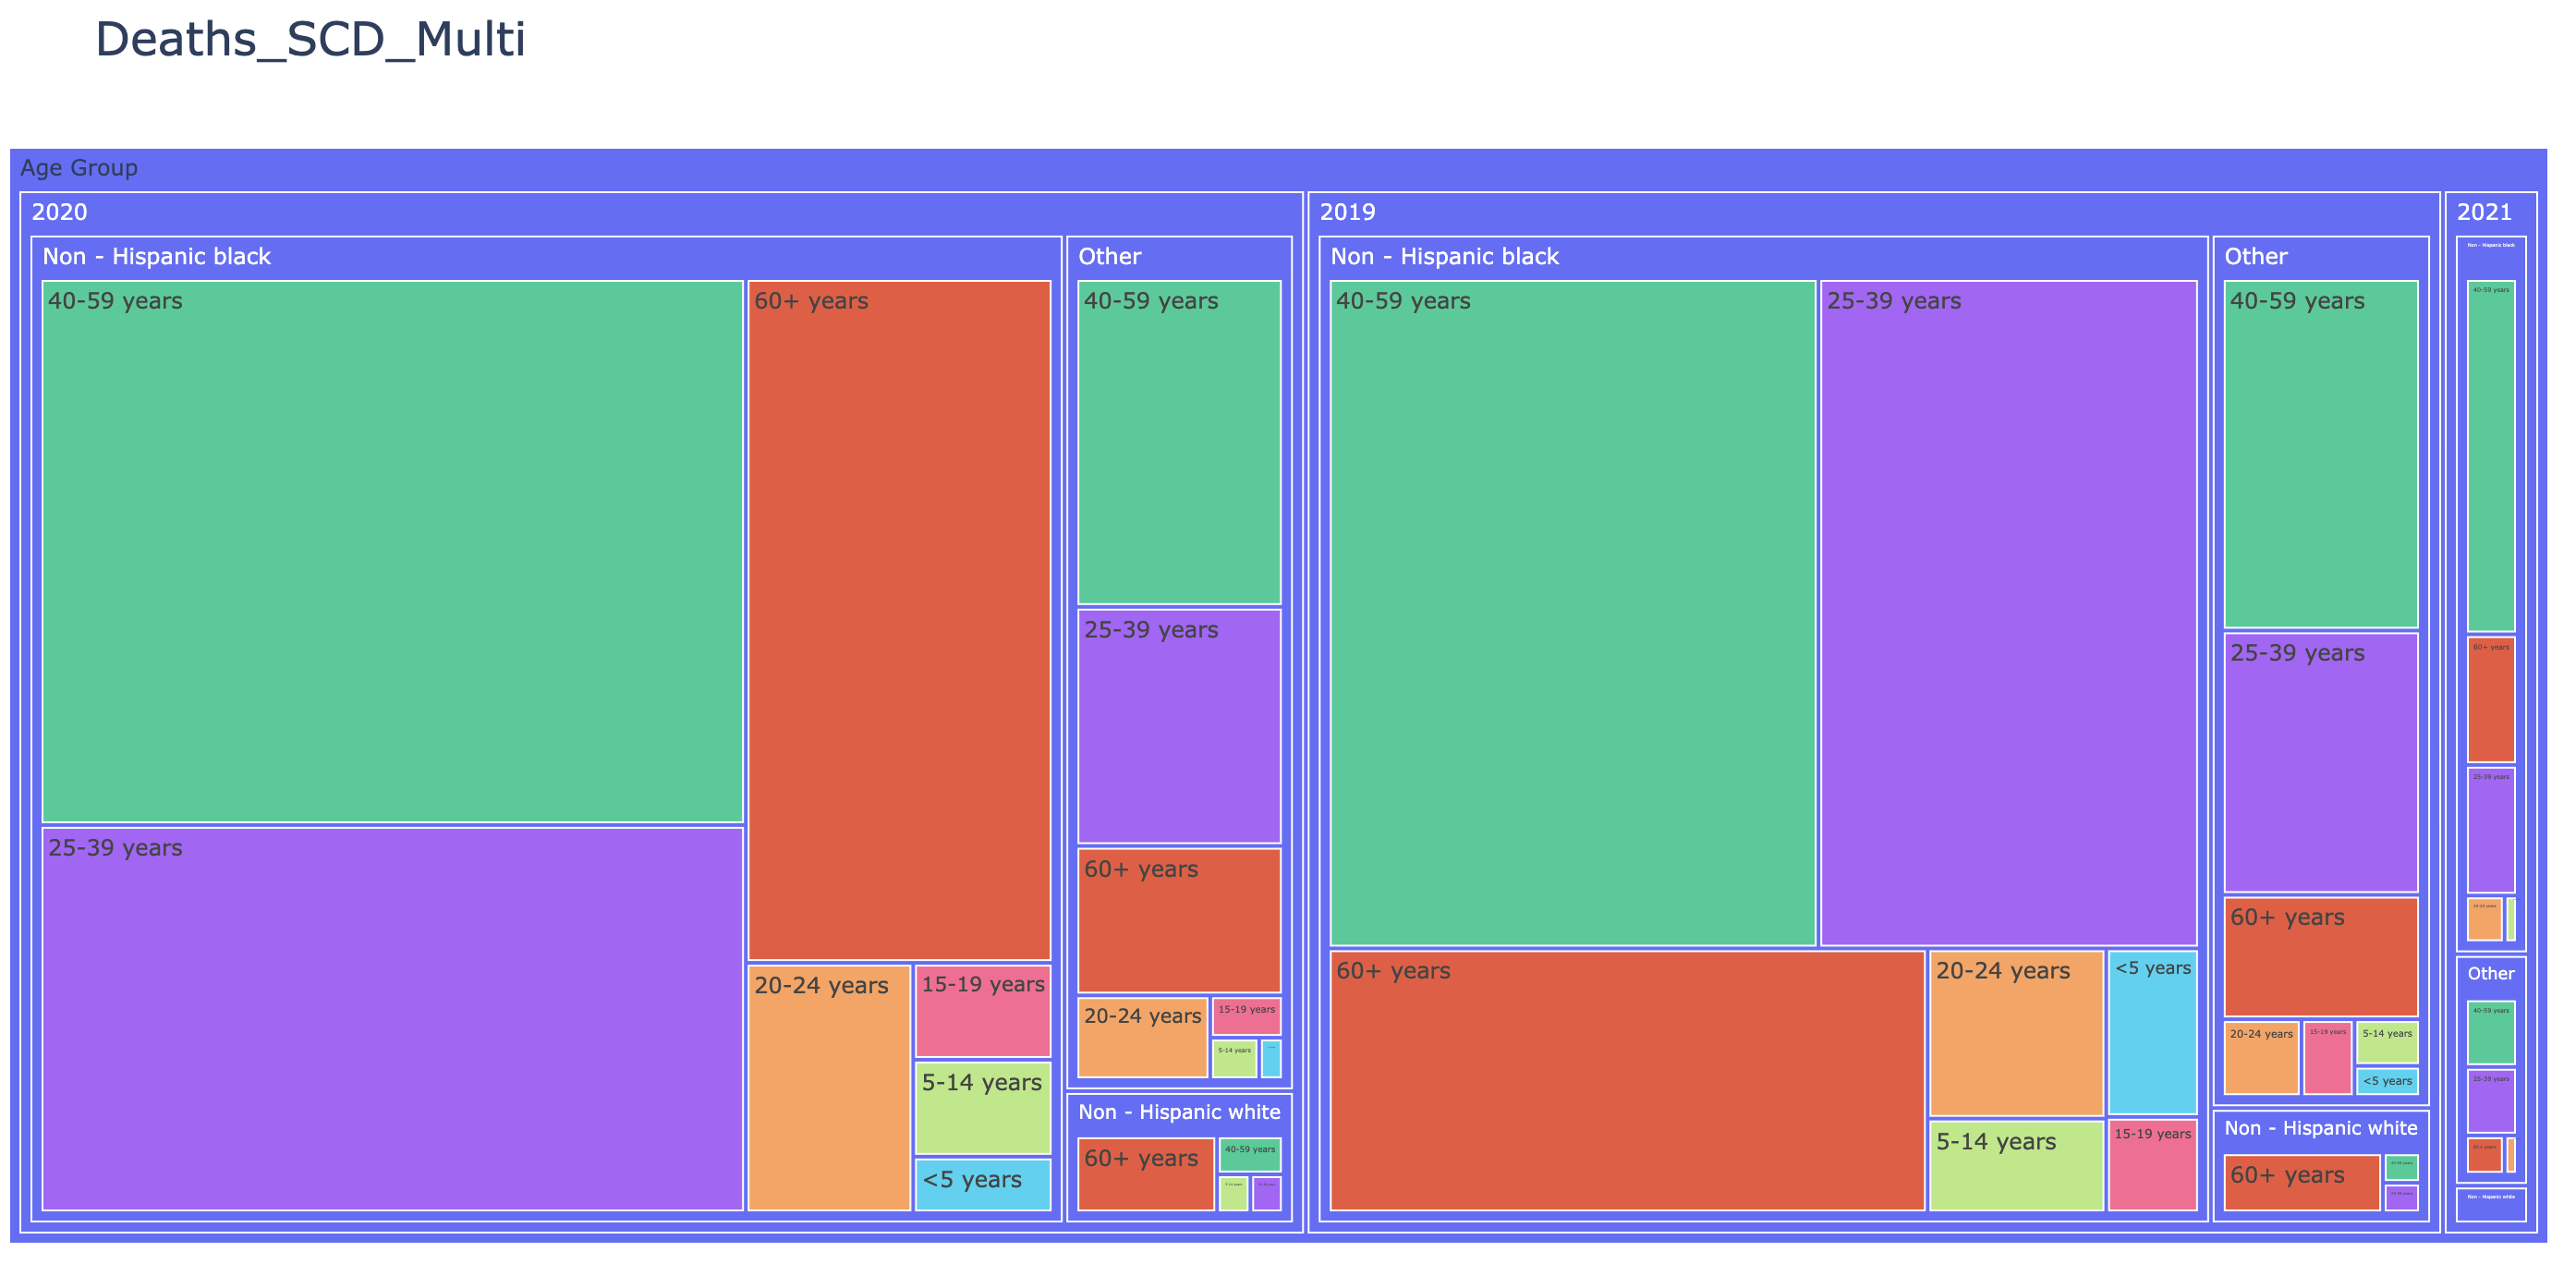 Deaths_SCD_Multi
Age Group
2020
Non - Hispanic black
40-59 years
60+ years
25-39 years
20-24 years
15-19 years
5-14 years
<5 years
Other
40-59 years
25-39 years
60+ years
20-24 years
15-19 years
5-14 years
Non - Hispanic white
60+ years
40-59 years
2019
Non - Hispanic black
40-59 years
25-39 years
60+ years
20-24 years
<5 years
5-14 years
15-19 years
Other
40-59 years
25-39 years
60+ years
20-24 years
15-19 years
5-14 years
<5 years
Non - Hispanic white
60+ years
2021
Non - Hispanic black
40-59 years
60+ years
25-39 years
Other
40-59 years
25-39 years
Non - Hispanic white